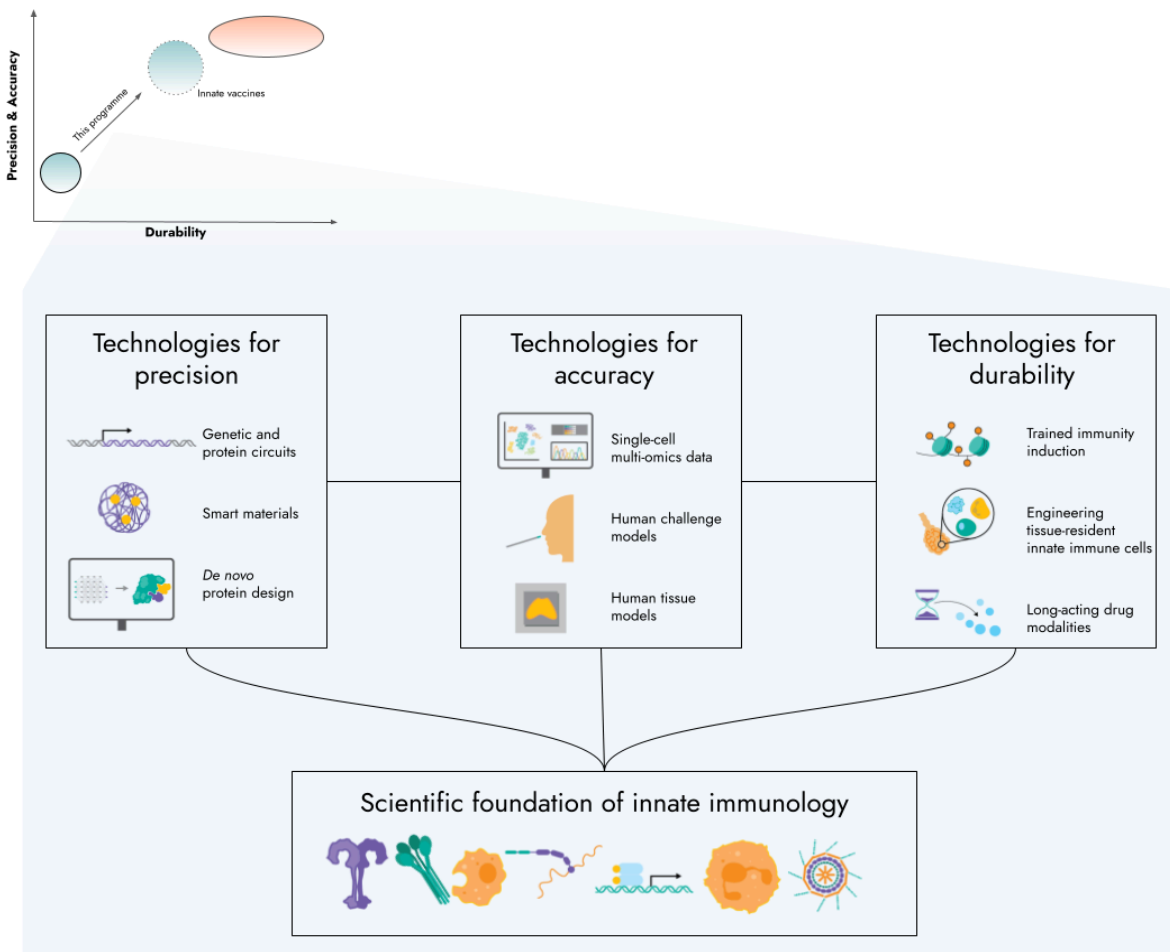 Precision & Accuracy
This programme
Innate vaccines
Durability
Technologies for
precision
Genetic and
protein circuits
Smart materials
De novo
protein design
Technologies for
accuracy
Single-cell
multi-omics data
Human challenge
models
Human tissue
models
Technologies for
durability
Trained immunity
induction
Engineering
tissue-resident
innate immune cells
Long-acting drug
modalities
Scientific foundation of innate immunology